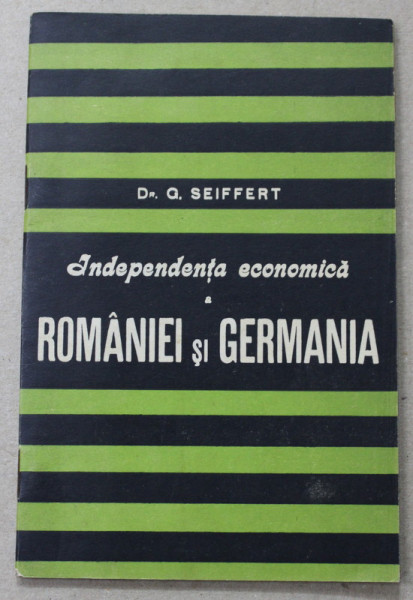 Dr. G. SEIFFERT
Independența economică
a
ROMÂNIEI și GERMANIA